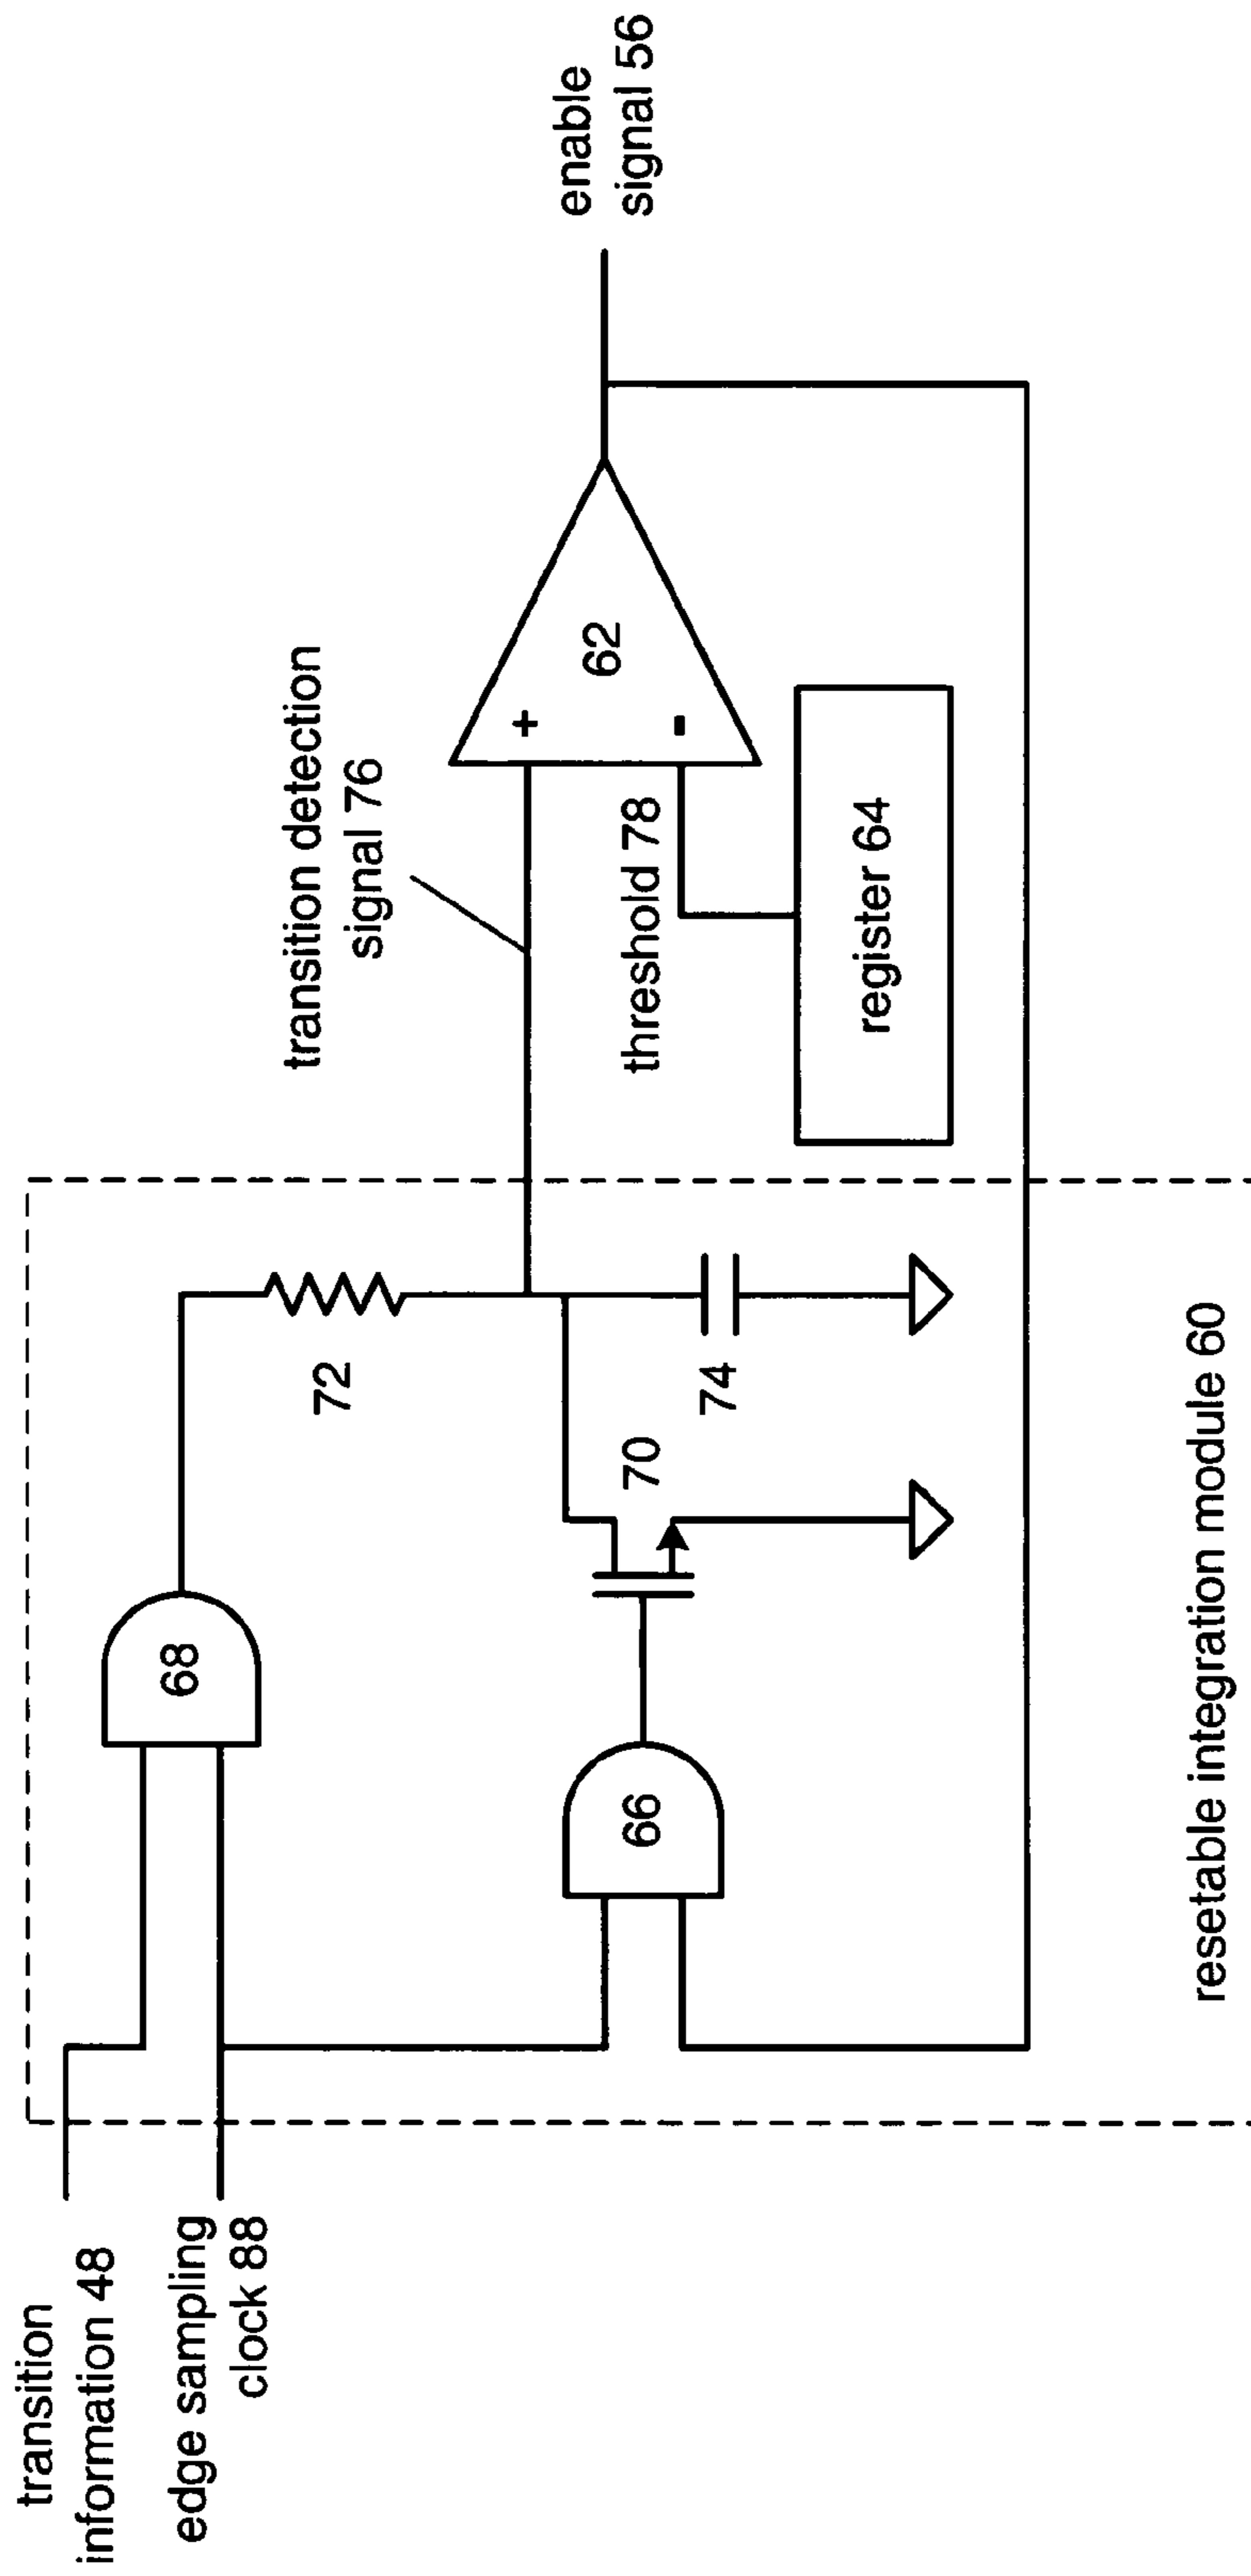 transition
information 48
edge sampling
clock 88
68
66
72
70
74
resetable integration module 60
transition detection
signal 76
threshold 78
+
-
62
register 64
enable
signal 56